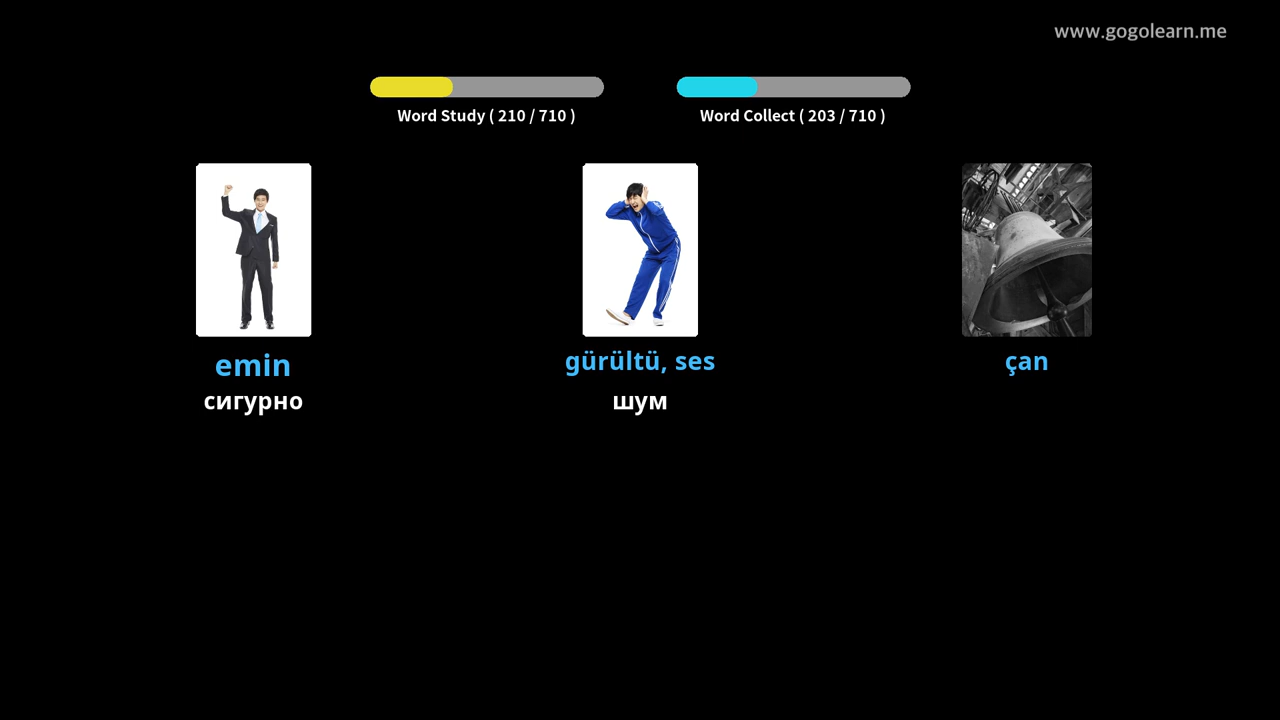 www.gogolearn.me
Word Study ( 210 / 710 )
Word Collect ( 203 / 710 )
emin
gürültü, ses
çan
сигурно
шум